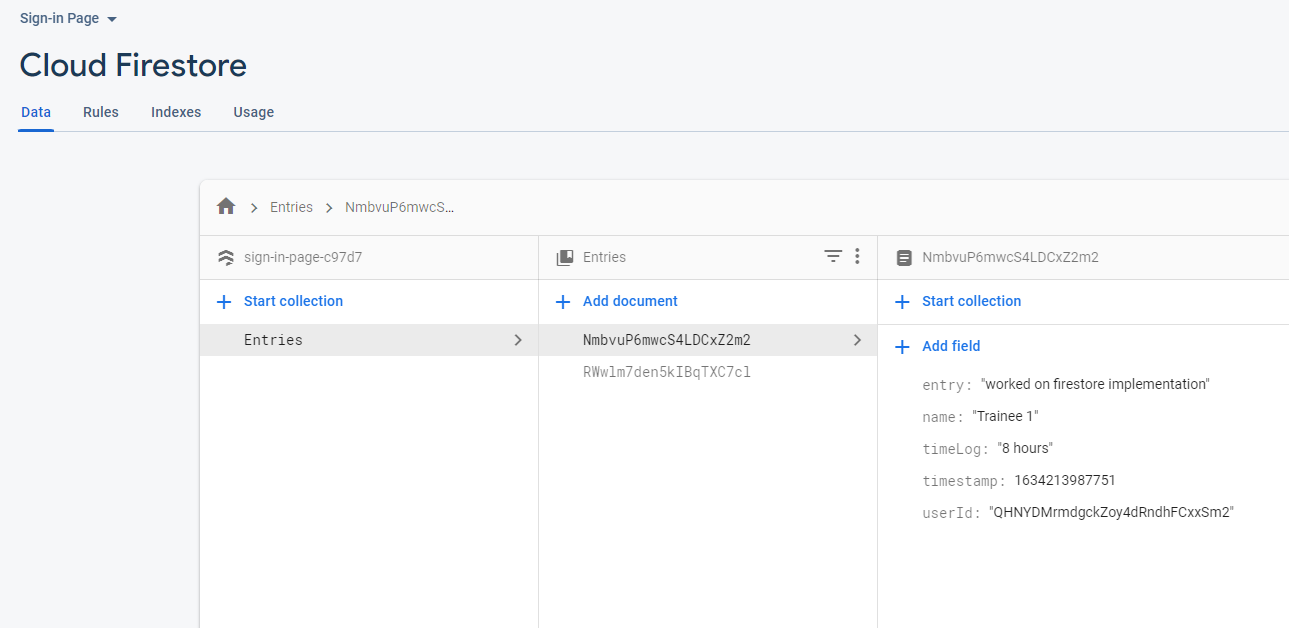 Sign-in Page
Cloud Firestore
Data Rules Indexes Usage
Entries NmbvuP6mwcS...
sign-in-page-c97d7
Start collection
Entries
Entries
Add document
NmbvuP6mwcS4LDCxZ2m2
RWwlm7den5kIBqTXC7cl
NmbvuP6mwcS4LDCxZ2m2
Start collection
Add field
entry: "worked on firestore implementation"
name: "Trainee 1"
timeLog: "8 hours"
timestamp: 1634213987751
userId: "QHNYDMrmdgckZoy4dRndhFCxxSm2"